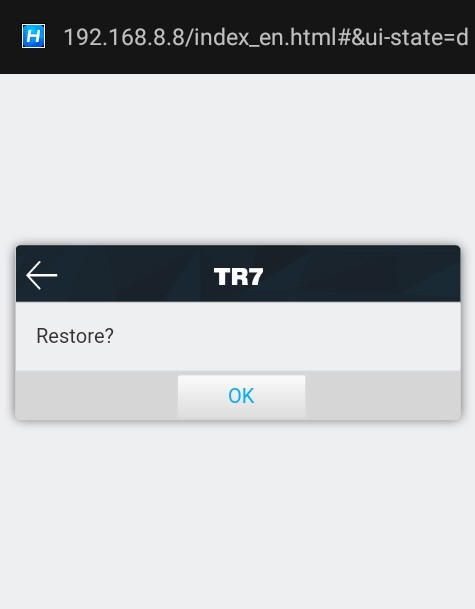 H 192.168.8.8/index_en.html#&ui-state=d
TR7
Restore?
OK